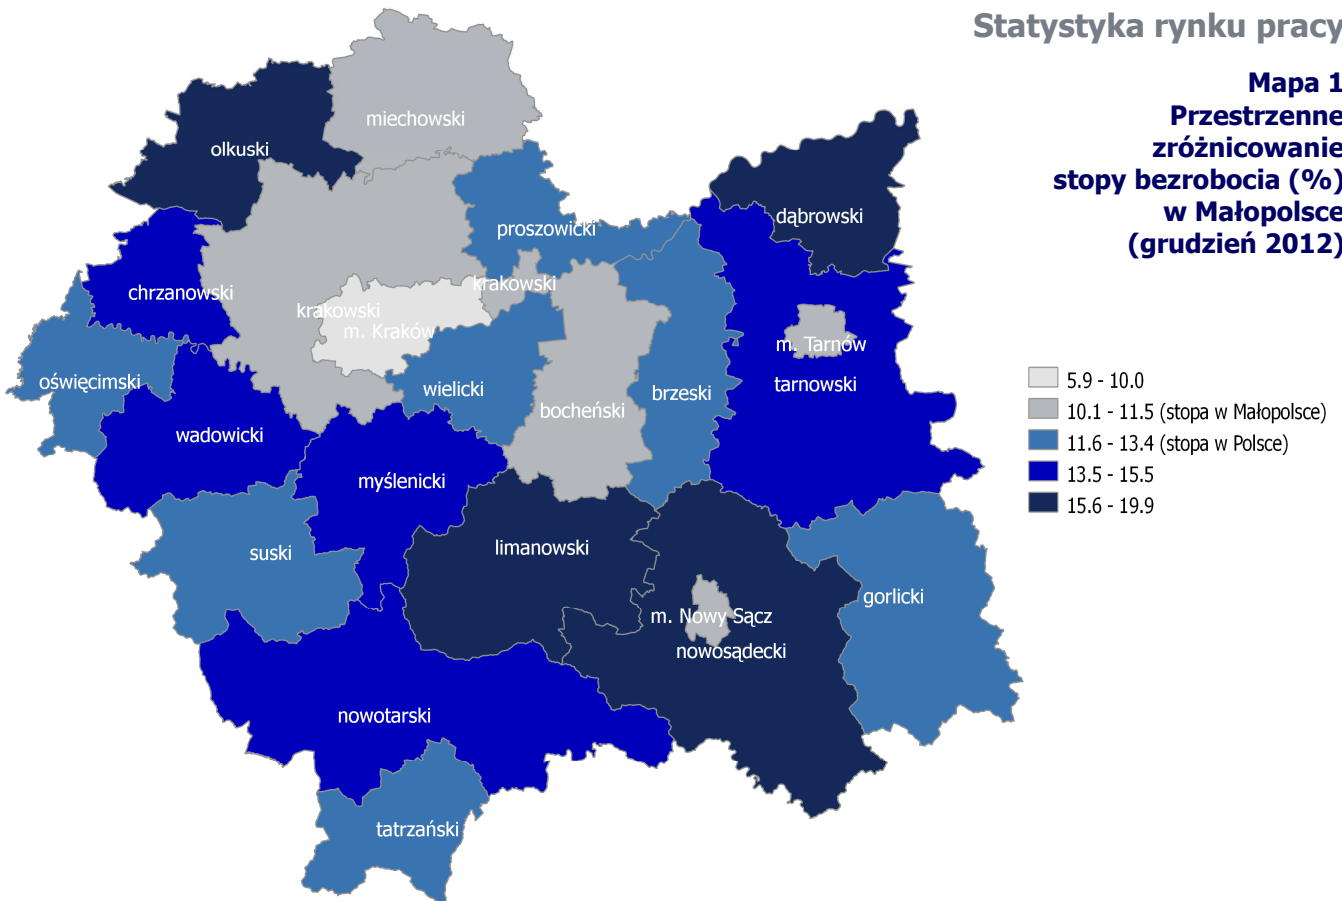 Statystyka rynku pracy
Mapa 1
Przestrzenne
zróżnicowanie
stopy bezrobocia (%)
w Małopolsce
(grudzień 2012)
miechowski
olkuski
dąbrowski
proszowicki
krakowski
chrzanowski
krakowski
m. Kraków
m. Tarnów
oświęcimski
wielicki
brzeski
tarnowski
bocheński
wadowicki
myślenicki
limanowski
suski
gorlicki
m. Nowy Sącz
nowosądecki
nowotarski
tatrzański
5.9 - 10.0
10.1 - 11.5 (stopa w Małopolsce)
11.6 - 13.4 (stopa w Polsce)
13.5 - 15.5
15.6 - 19.9